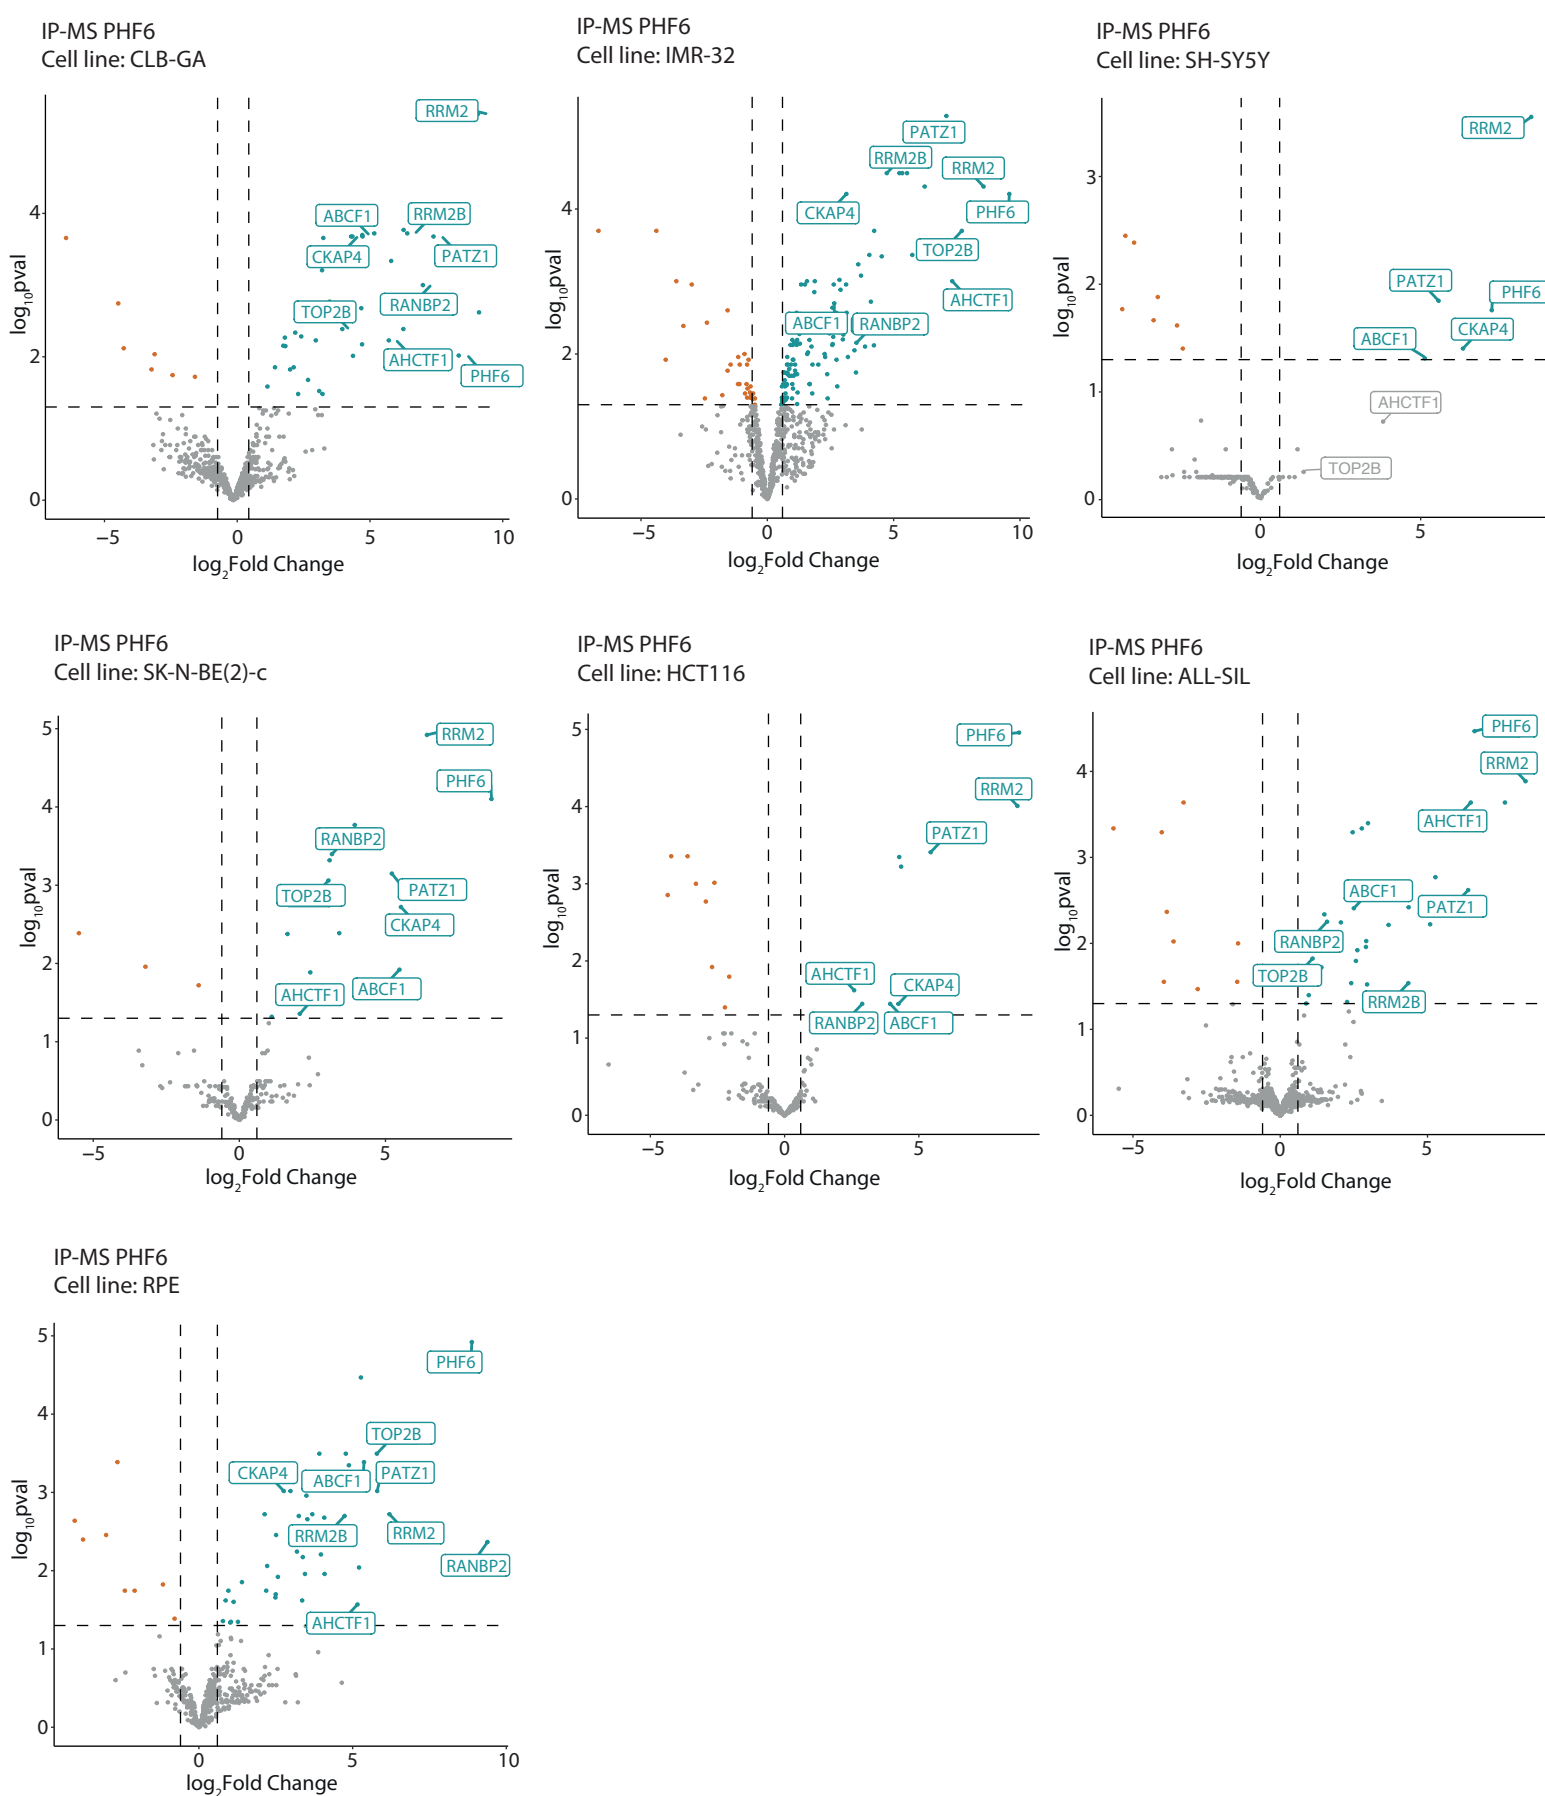 IP-MS PHF6
Cell line: CLB-GA
RRM2
ABCF1
RRM2B
CKAP4
PATZ1
RANBP2
TOP2B
AHCTF1
PHF6
4
2
0
log10pval
−5
0
5
10
log2Fold Change
IP-MS PHF6
Cell line: IMR-32
PATZ1
RRM2B
RRM2
CKAP4
PHF6
TOP2B
AHCTF1
ABCF1
RANBP2
4
2
0
log10pval
−5
0
5
10
log2Fold Change
IP-MS PHF6
Cell line: SH-SY5Y
RRM2
PATZ1
PHF6
CKAP4
ABCF1
AHCTF1
TOP2B
3
2
1
0
log10pval
0
5
log2Fold Change
IP-MS PHF6
Cell line: SK-N-BE(2)-c
RRM2
PHF6
RANBP2
TOP2B
PATZ1
CKAP4
AHCTF1
ABCF1
5
4
3
2
1
0
log10pval
−5
0
5
log2Fold Change
IP-MS PHF6
Cell line: HCT116
PHF6
RRM2
PATZ1
AHCTF1
CKAP4
RANBP2
ABCF1
5
4
3
2
1
0
log10pval
−5
0
5
log2Fold Change
IP-MS PHF6
Cell line: ALL-SIL
PHF6
RRM2
AHCTF1
ABCF1
PATZ1
RANBP2
TOP2B
RRM2B
4
3
2
1
0
log10pval
−5
0
5
log2Fold Change
IP-MS PHF6
Cell line: RPE
PHF6
TOP2B
CKAP4
ABCF1
PATZ1
RRM2B
RRM2
RANBP2
AHCTF1
5
4
3
2
1
0
log10pval
0
5
10
log2Fold Change